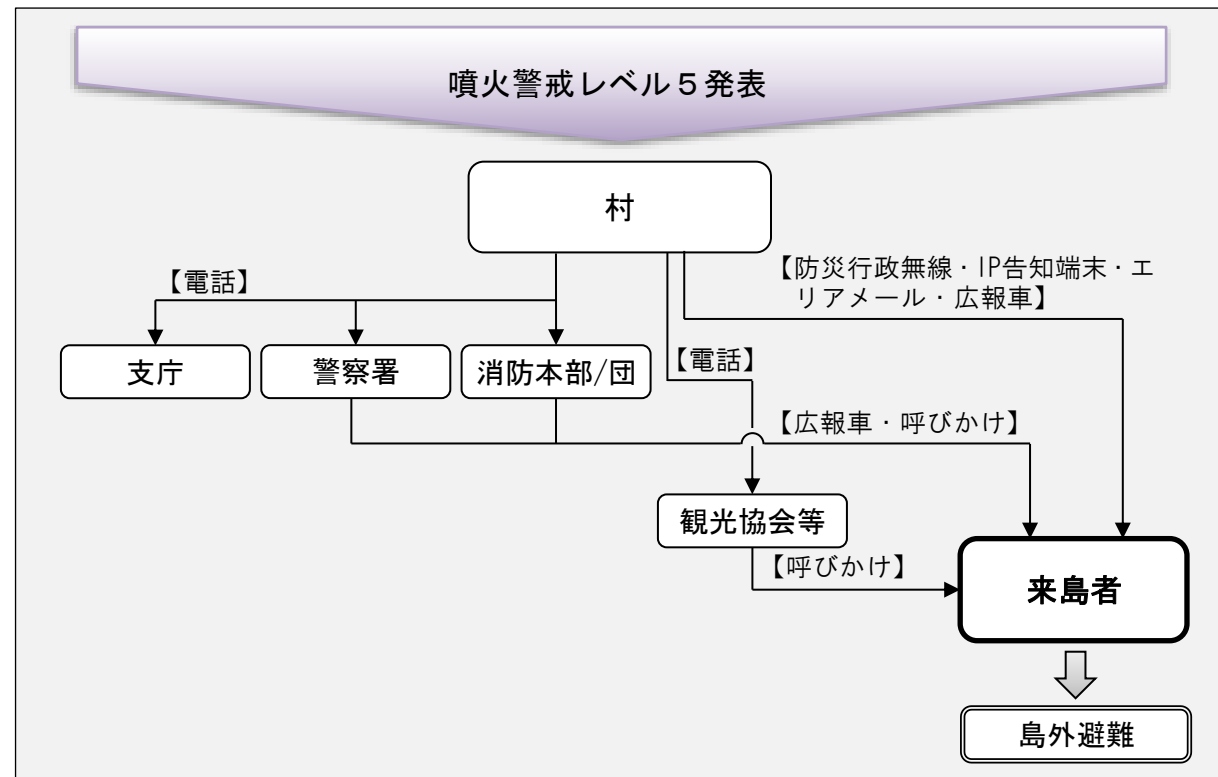 噴火警戒レベル５発表
村
【防災行政無線・IP告知端末・エ
リアメール・広報車】
【電話】
支庁
警察署
消防本部/団
【電話】
【広報車・呼びかけ】
観光協会等
【呼びかけ】
来島者
島外避難